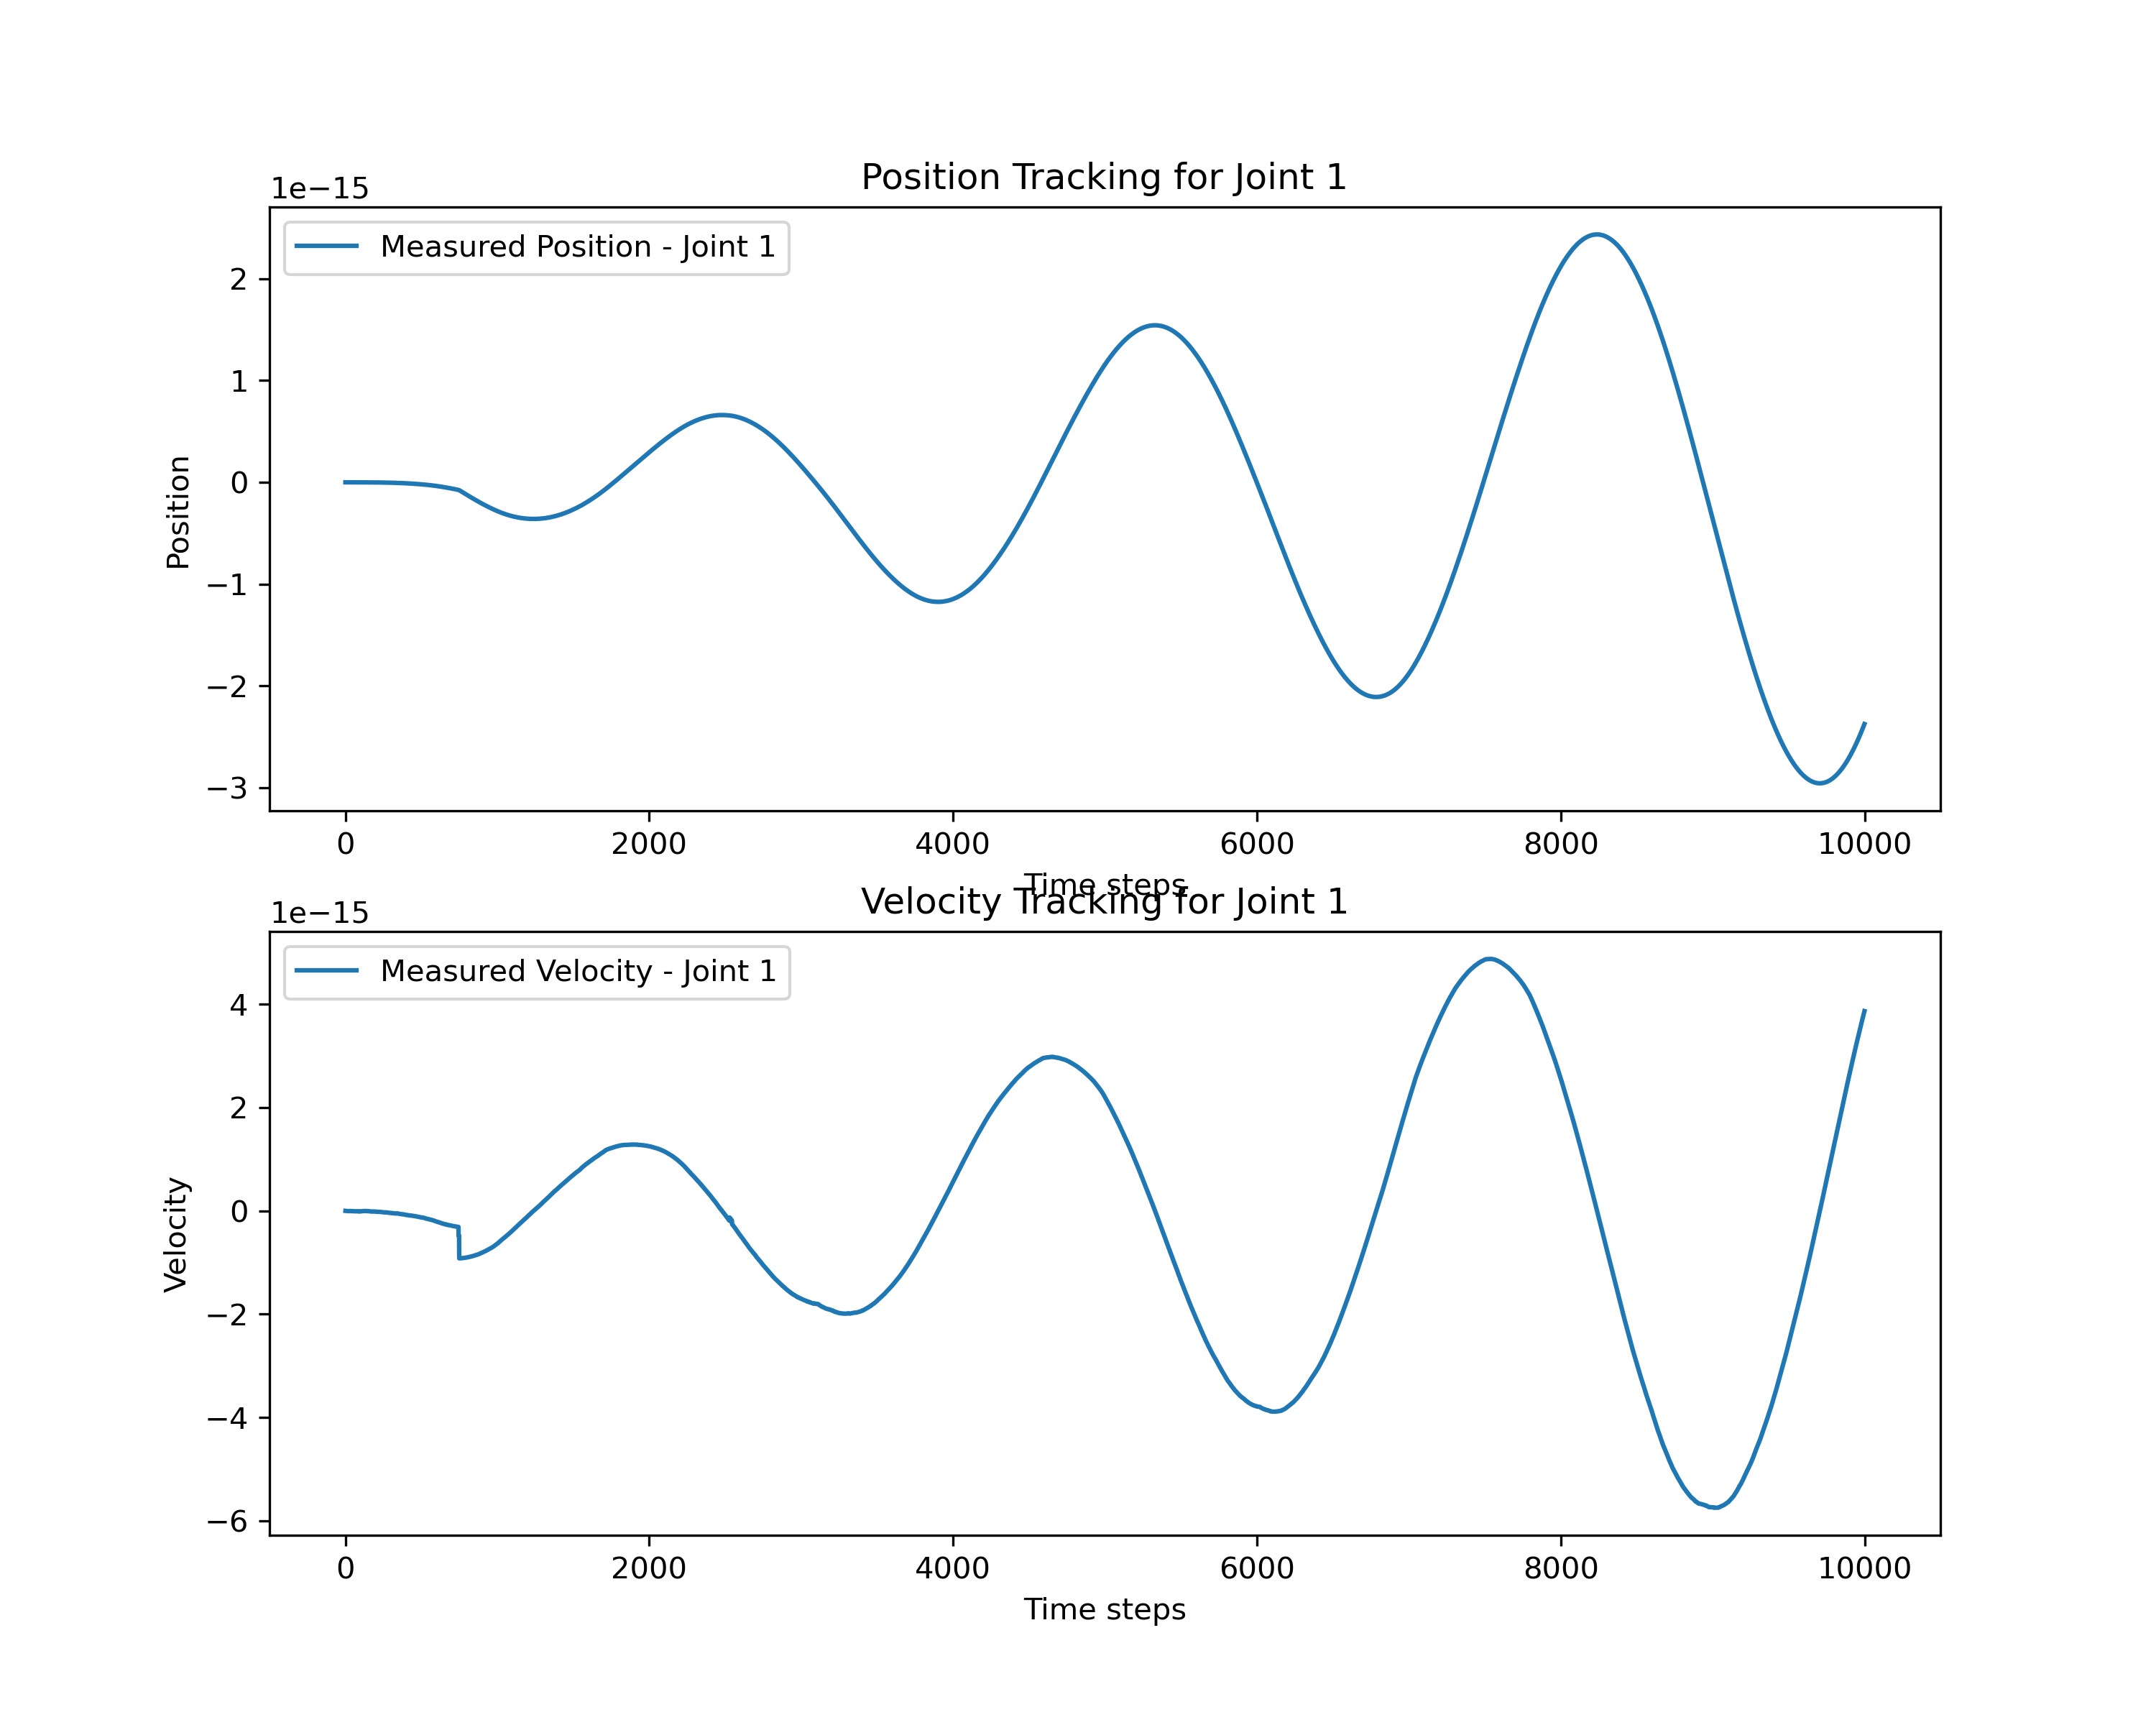 Position Tracking for Joint 1
1e−15
Measured Position - Joint 1
Position
2
1
0
−1
−2
−3
0 2000 4000 6000 8000 10000
Time steps
Velocity Tracking for Joint 1
1e−15
Measured Velocity - Joint 1
Velocity
4
2
0
−2
−4
−6
0 2000 4000 6000 8000 10000
Time steps